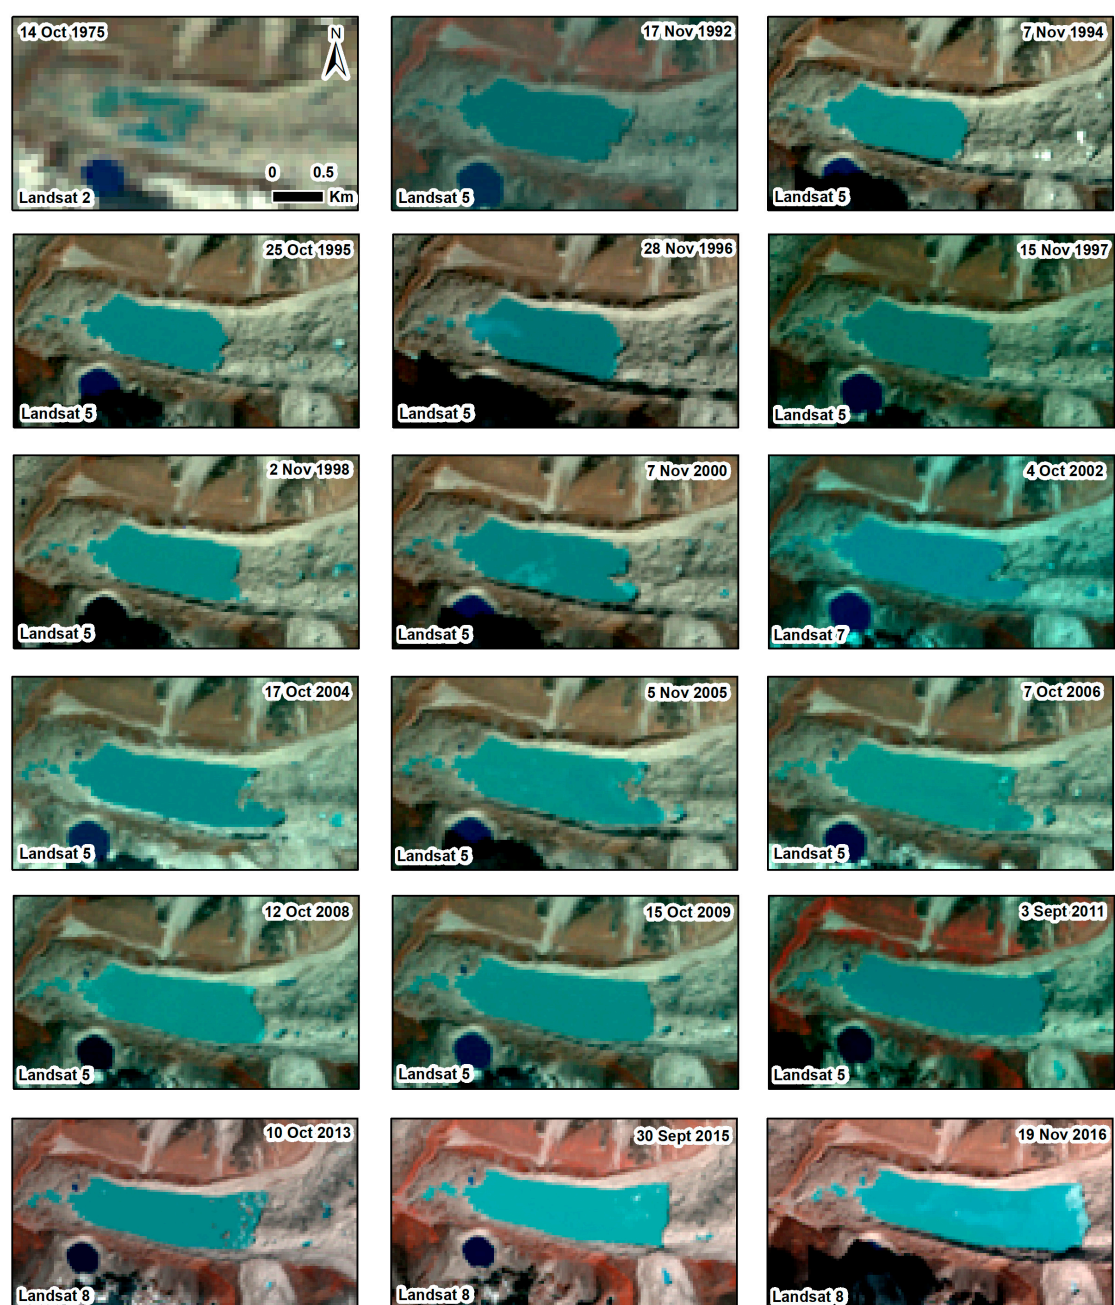 14 Oct 1975
N
0 0.5
Km
Landsat 2
17 Nov 1992
Landsat 5
7 Nov 1994
Landsat 5
25 Oct 1995
Landsat 5
28 Nov 1996
Landsat 5
15 Nov 1997
Landsat 5
2 Nov 1998
Landsat 5
7 Nov 2000
Landsat 5
4 Oct 2002
Landsat 7
17 Oct 2004
Landsat 5
5 Nov 2005
Landsat 5
7 Oct 2006
Landsat 5
12 Oct 2008
Landsat 5
15 Oct 2009
Landsat 5
3 Sept 2011
Landsat 5
10 Oct 2013
Landsat 8
30 Sept 2015
Landsat 8
19 Nov 2016
Landsat 8